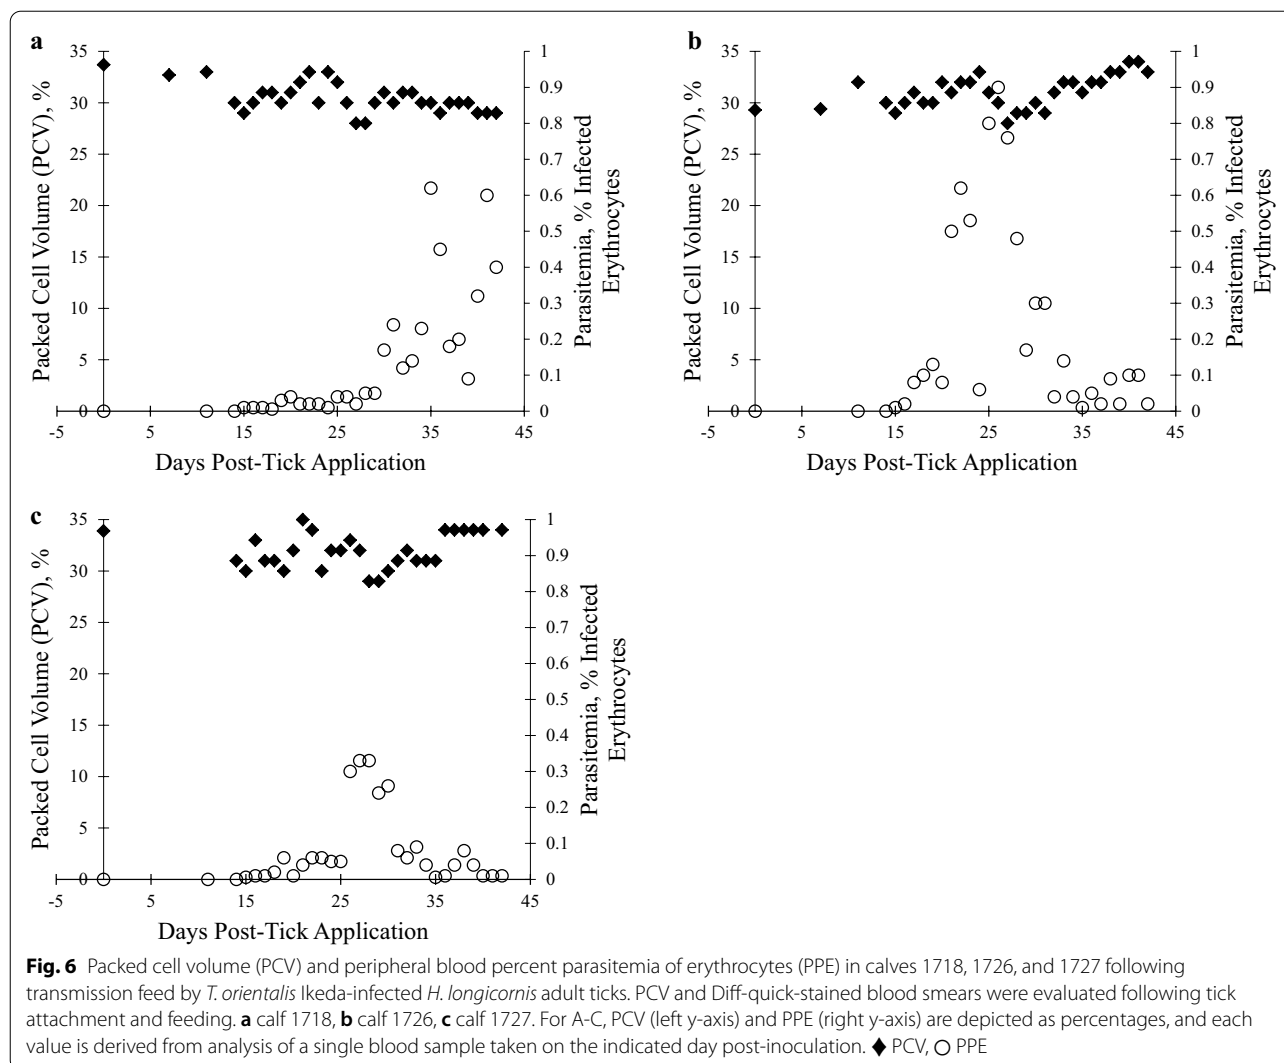 a
35
30
25
20
15
10
5
0
Packed Cell Volume (PCV), %
1
0.9
0.8
0.7
0.6
0.5
0.4
0.3
0.2
0.1
0
Parasitemia, % Infected
Erythrocytes
-5 5 15 25 35 45
Days Post-Tick Application
b
35
30
25
20
15
10
5
0
Packed Cell Volume (PCV), %
1
0.9
0.8
0.7
0.6
0.5
0.4
0.3
0.2
0.1
0
Parasitemia, % Infected
Erythrocytes
-5 5 15 25 35 45
Days Post-Tick Application
c
35
30
25
20
15
10
5
0
Packed Cell Volume (PCV), %
1
0.9
0.8
0.7
0.6
0.5
0.4
0.3
0.2
0.1
0
Parasitemia, % Infected
Erythrocytes
-5 5 15 25 35 45
Days Post-Tick Application
Fig. 6 Packed cell volume (PCV) and peripheral blood percent parasitemia of erythrocytes (PPE) in calves 1718, 1726, and 1727 following
transmission feed by T. orientalis Ikeda-infected H. longicornis adult ticks. PCV and Diff-quick-stained blood smears were evaluated following tick
attachment and feeding. a calf 1718, b calf 1726, c calf 1727. For A-C, PCV (left y-axis) and PPE (right y-axis) are depicted as percentages, and each
value is derived from analysis of a single blood sample taken on the indicated day post-inoculation. ◆ PCV, ○ PPE